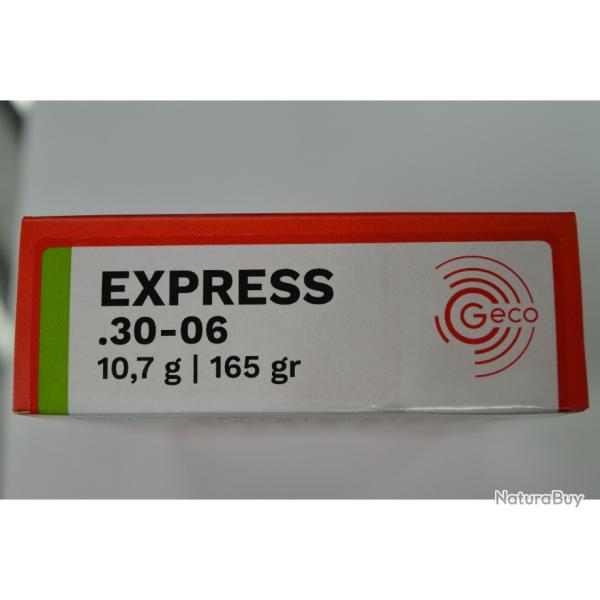 EXPRESS
.30-06
10,7 g | 165 gr
Geco
NaturaBuy